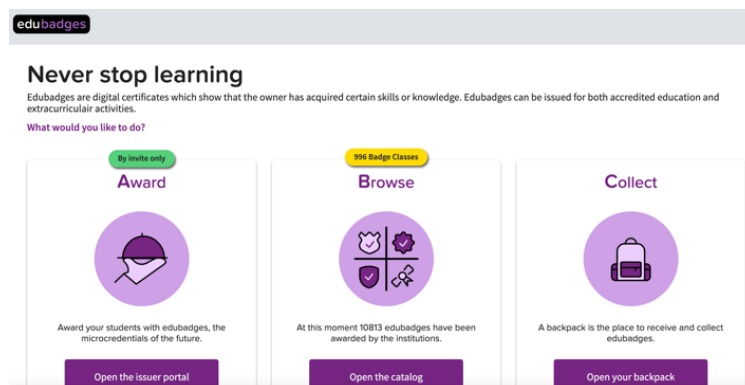 edubadges
Never stop learning
Edubadges are digital certificates which show that the owner has acquired certain skills or knowledge. Edubadges can be issued for both accredited education and
extracurriculair activities.
What would you like to do?
By invite only
Award
Award your students with edubadges, the
microcredentials of the future.
Open the issuer portal
996 Badge Classes
Browse
At this moment 10813 edubadges have been
awarded by the institutions.
Open the catalog
Collect
A backpack is the place to receive and collect
edubadges.
Open your backpack